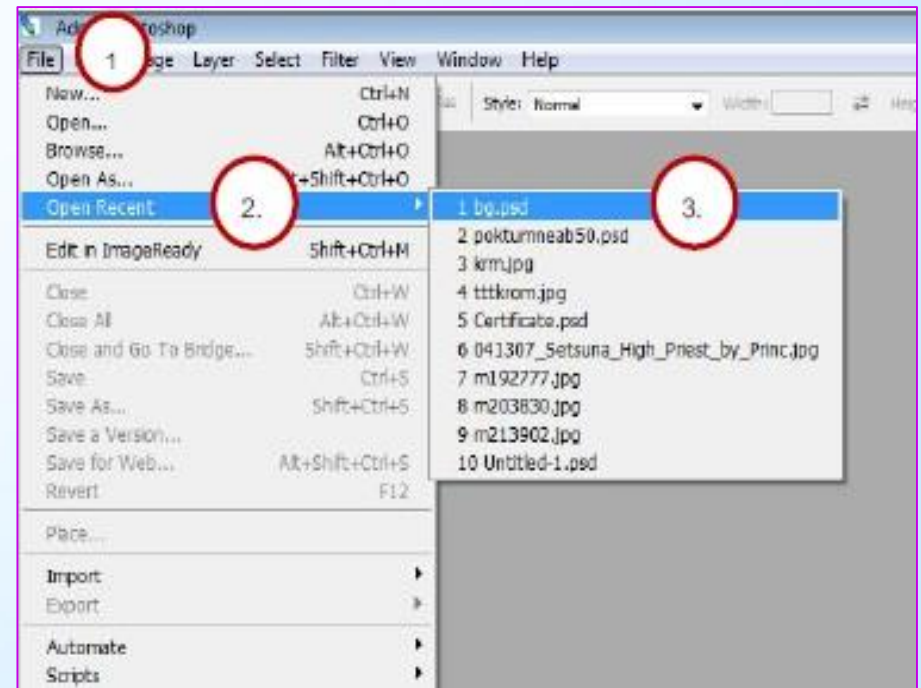 Ad oshop
File 1 ge Layer Select Filter View Window Help
New... Ctrl+N
Open... Ctrl+O
Browse... Alt+Ctrl+O
Open As... +Shift+Ctrl+O
Open Recent 2.
Edit in ImageReady Shift+Ctrl+M
Close Ctrl+W
Close All Alt+Ctrl+W
Close and Go To Bridge... Shift+Ctrl+W
Save Ctrl+S
Save As... Shift+Ctrl+S
Save a Version...
Save for Web... Alt+Shift+Ctrl+S
Revert F12
Place...
Import
Export
Automate
Scripts
Style: Normal Width:
1 bg.psd 3.
2 poktumneab50.psd
3 krm.jpg
4 tttkrom.jpg
5 Certificate.psd
6 041307_Setsuna_High_Priest_by_Princ.jpg
7 m192777.jpg
8 m203830.jpg
9 m213902.jpg
10 Untitled-1.psd